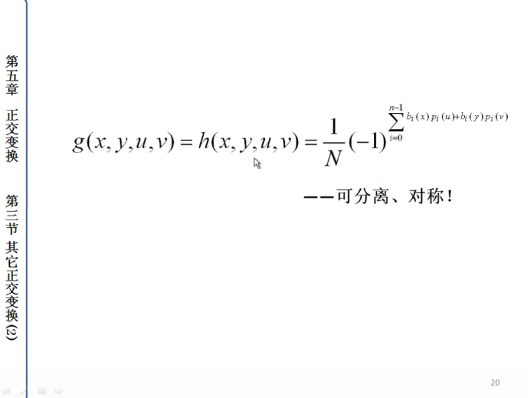 第五章 正交变换 第三节 其它正交变换(2)
g(x, y, u, v) = h(x, y, u, v) = \frac{1}{N}(-1)^{\sum_{i=0}^{n-1} b_i(x)p_i(u)+b_i(y)p_i(v)}
——可分离、对称!
20